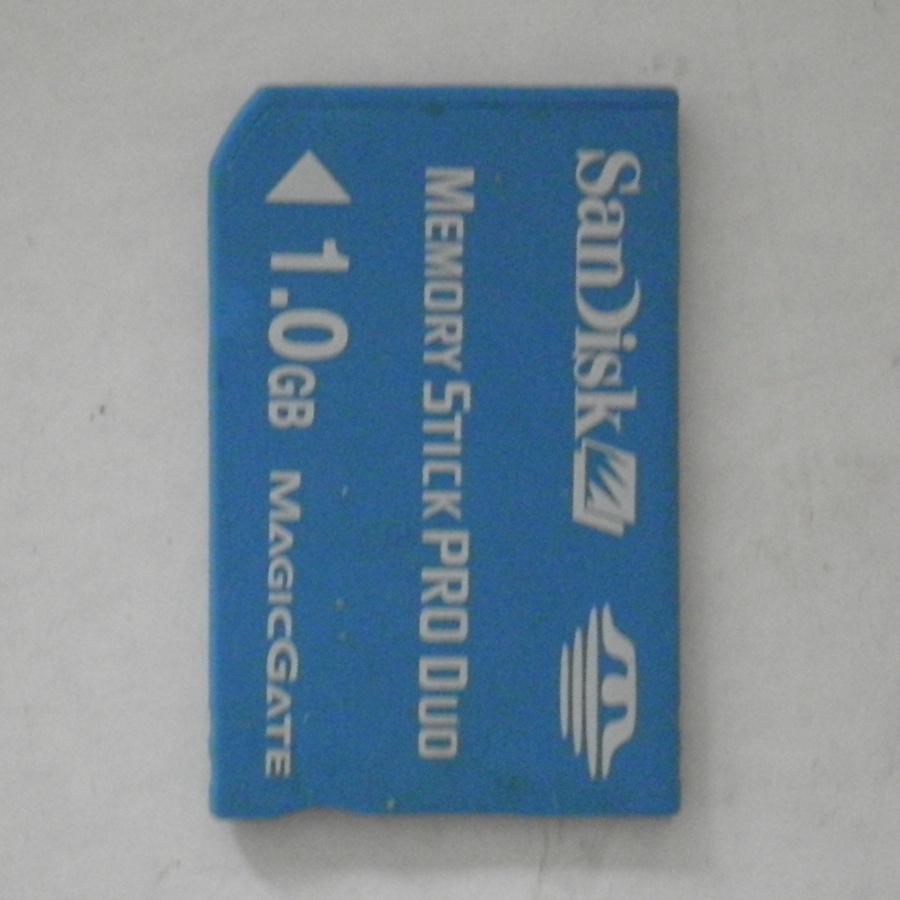 SanDisk
MEMORY STICK PRO DUO
1.0GB MAGICGATE